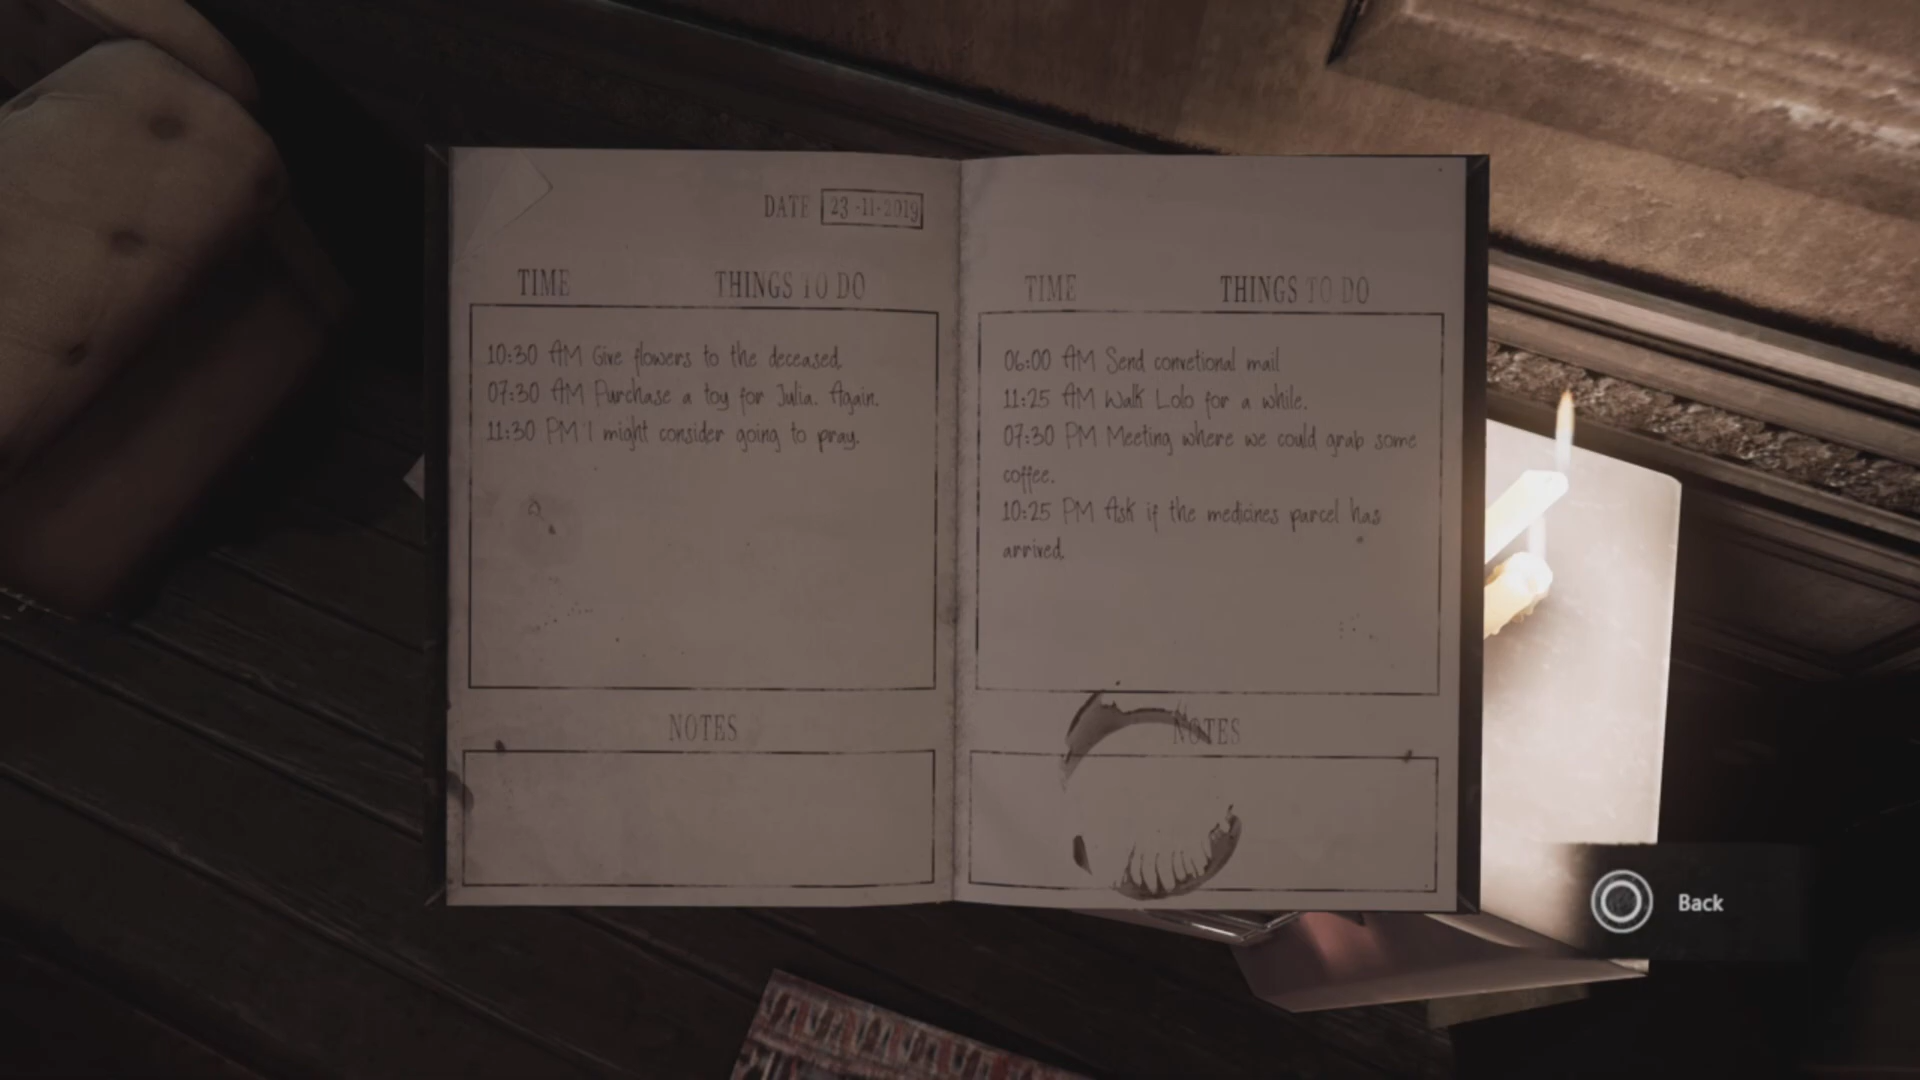 DATE 23-11-2019
TIME THINGS TO DO
10:30 AM Give flowers to the deceased.
07:30 AM Purchase a toy for Julia. Again.
11:30 PM I might consider going to pray.
NOTES
TIME THINGS TO DO
06:00 AM Send convetional mail
11:25 AM Walk Lolo for a while.
07:30 PM Meeting where we could grab some
coffee.
10:25 PM Ask if the medicines parcel has
arrived.
NOTES
Back